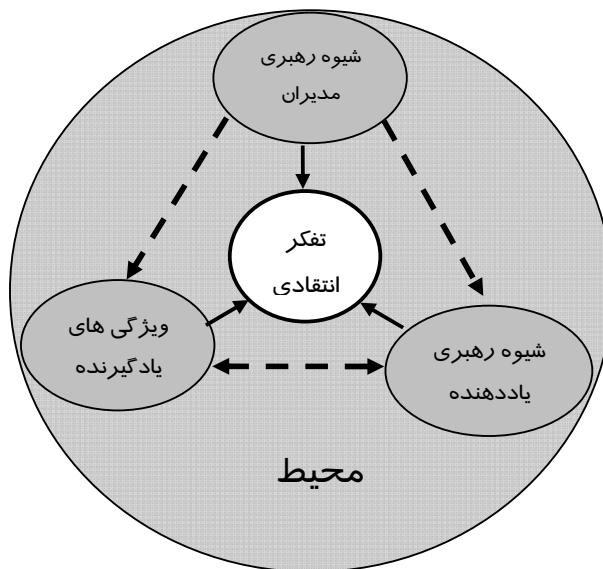 شیوه رهبری
مدیران
تفکر
انتقادی
ویژگی های
یادگیرنده
شیوه رهبری
یاددهنده
محیط